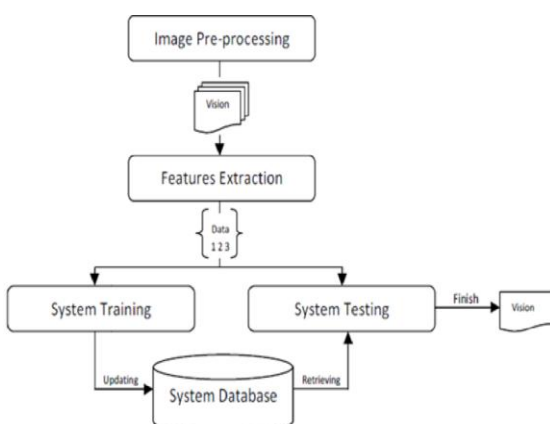 Image Pre-processing
Vision
Features Extraction
Data
1 2 3
System Training
System Testing
Finish
Vision
Updating
System Database
Retrieving